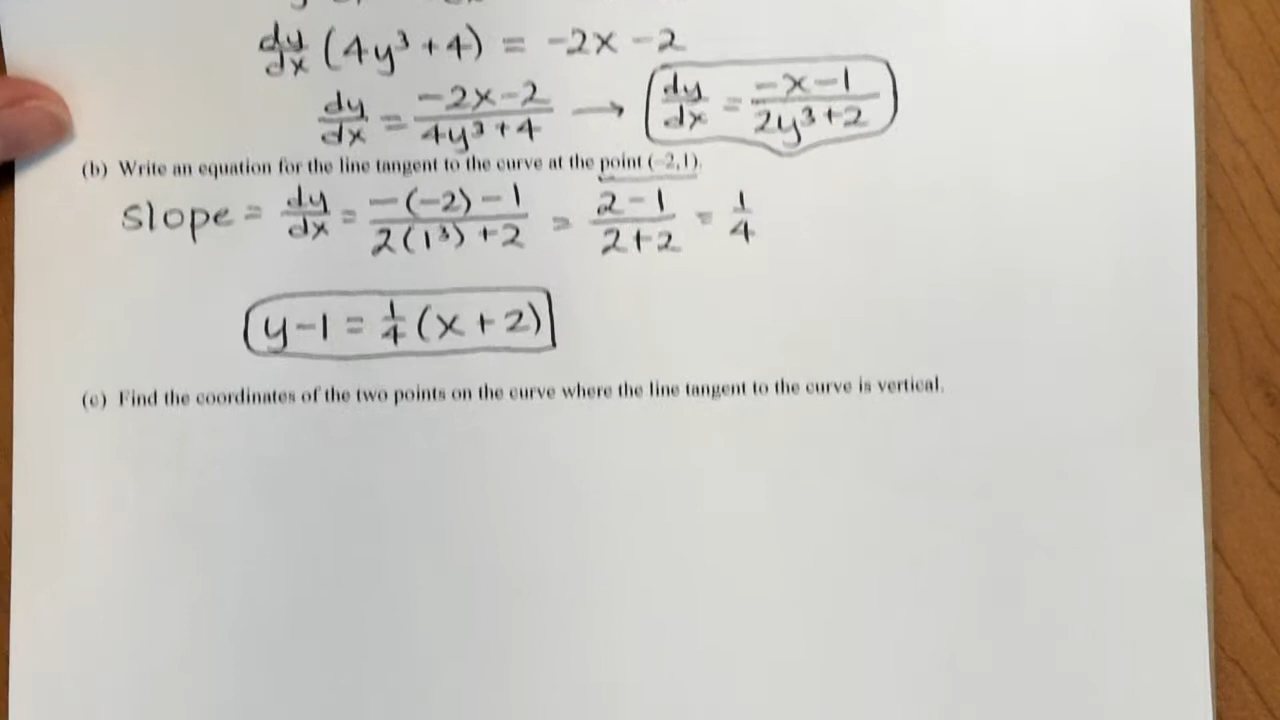 dy/dx (4y³+4) = -2x-2
dy/dx = (-2x-2)/(4y³+4) → dy/dx = (-x-1)/(2y³+2)
(b) Write an equation for the line tangent to the curve at the point (-2,1).
slope = dy/dx = (-(-2)-1)/(2(1³)+2) = (2-1)/(2+2) = 1/4
y-1 = 1/4 (x+2)
(c) Find the coordinates of the two points on the curve where the line tangent to the curve is vertical.